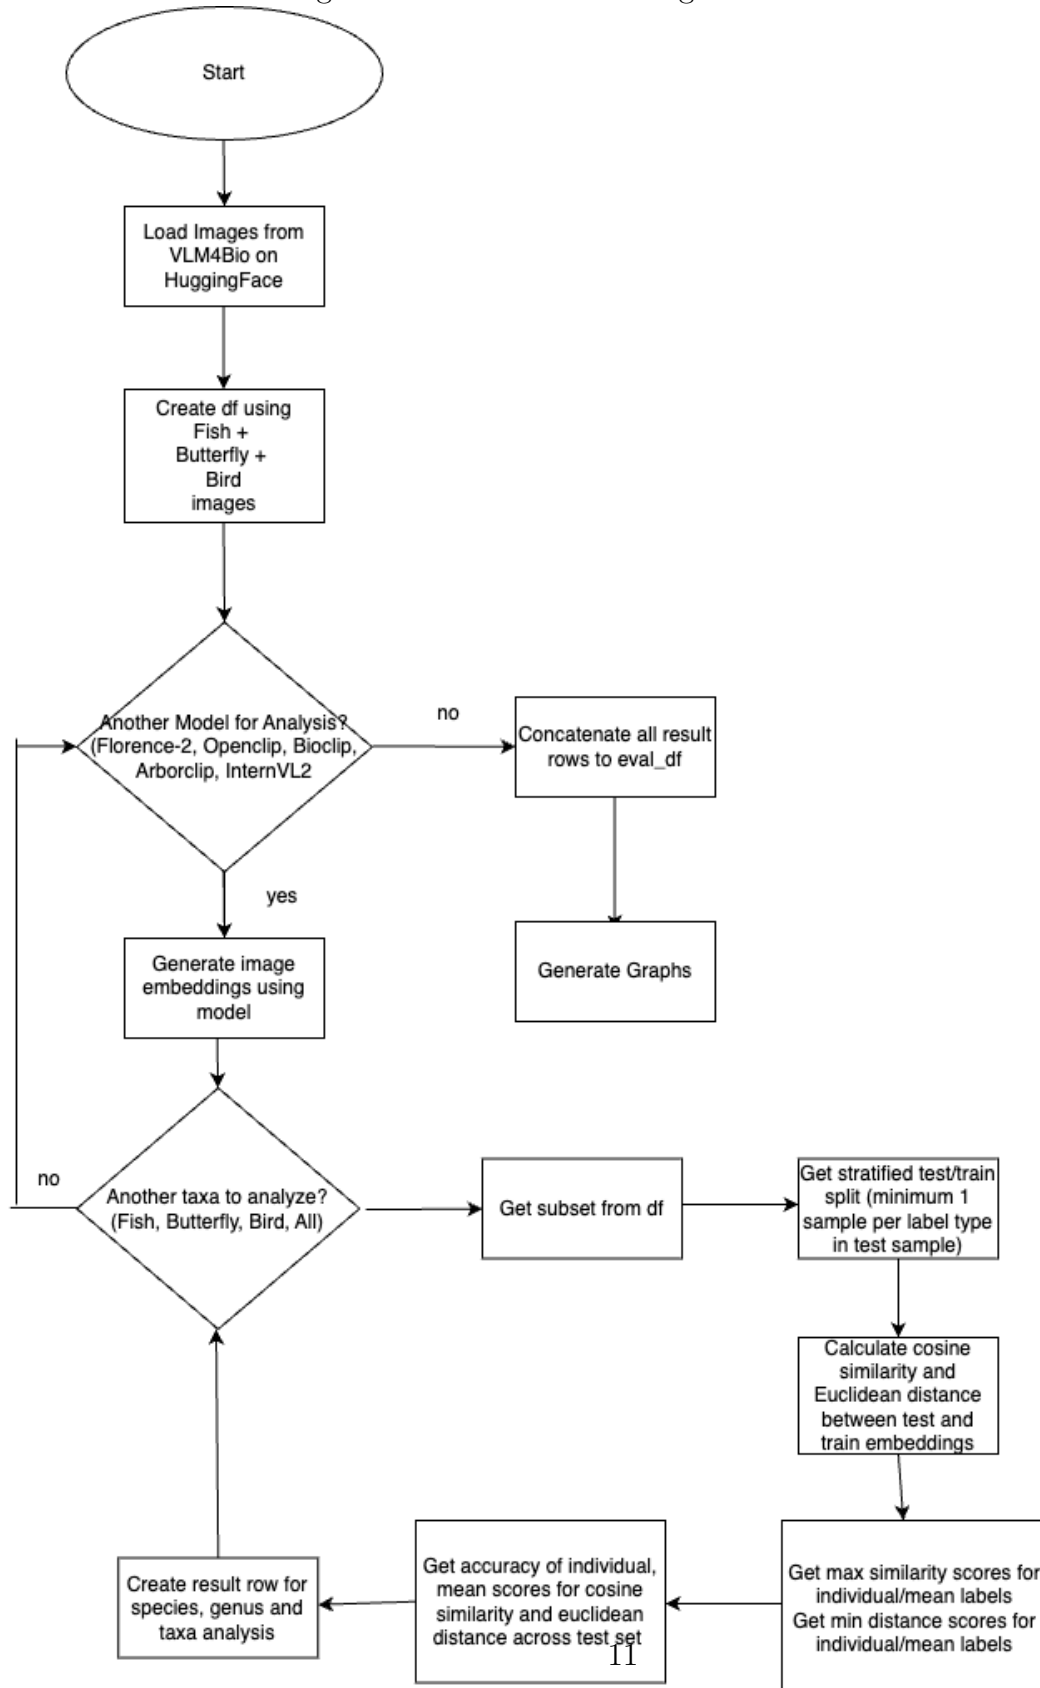 Start
Load Images from
VLM4Bio on
HuggingFace
Create df using
Fish +
Butterfly +
Bird
images
Another Model for Analysis?
(Florence-2, Openclip, Bioclip,
Arborclip, InternVL2
no
Concatenate all result
rows to eval_df
yes
Generate image
embeddings using
model
Generate Graphs
no
Another taxa to analyze?
(Fish, Butterfly, Bird, All)
Get subset from df
Get stratified test/train
split (minimum 1
sample per label type
in test sample)
Calculate cosine
similarity and
Euclidean distance
between test and
train embeddings
Get max similarity scores for
individual/mean labels
Get min distance scores for
individual/mean labels
Get accuracy of individual,
mean scores for cosine
similarity and euclidean
distance across test set
Create result row for
species, genus and
taxa analysis
11